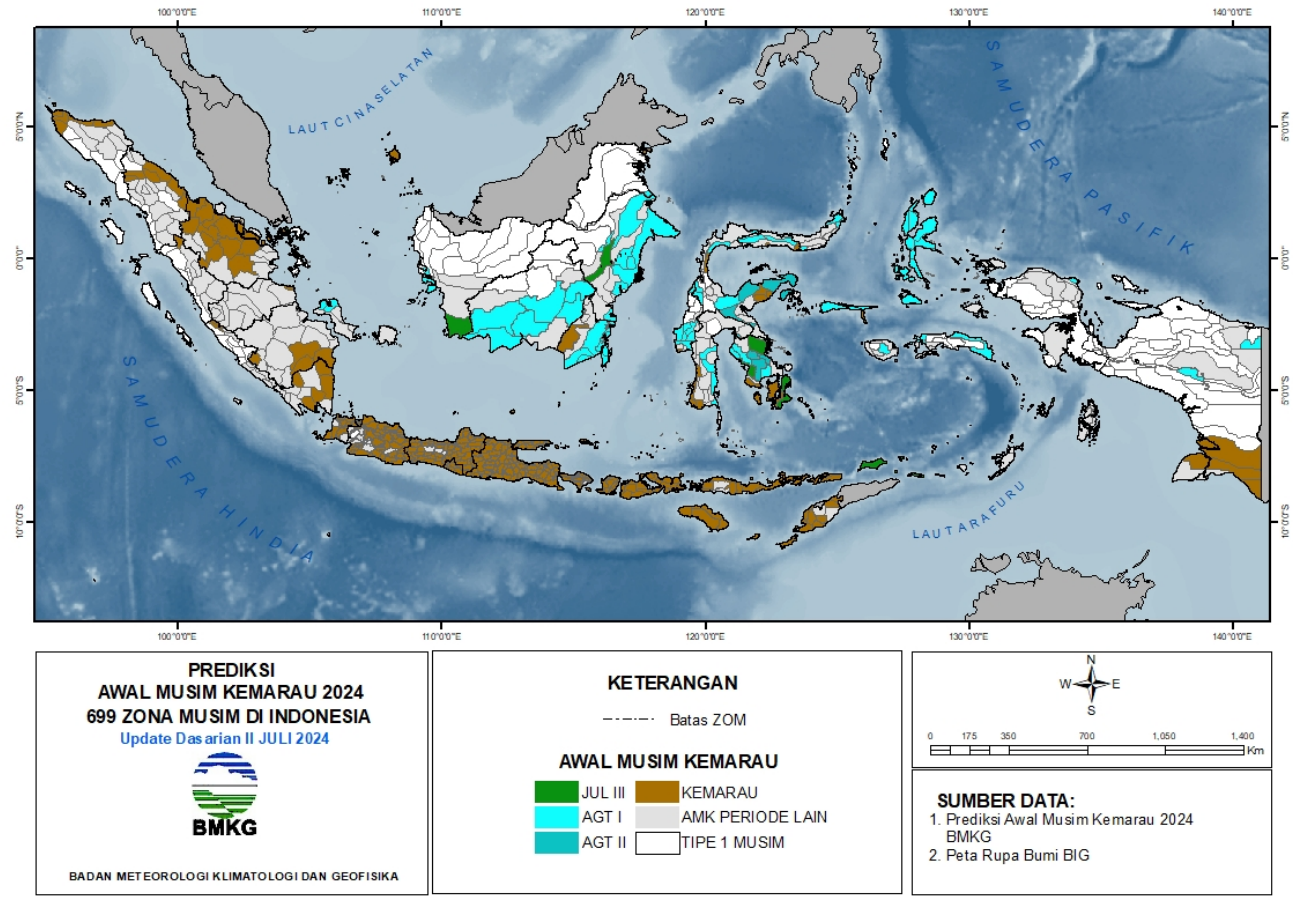 100°0'0"E
110°0'0"E
120°0'0"E
130°0'0"E
140°0'0"E
5°0'0"N
0°0'0"
5°0'0"S
10°0'0"S
5°0'0"N
0°0'0"
5°0'0"S
10°0'0"S
LAUT CINA SELATAN
SAMUDERA PASIFIK
SAMUDERA HINDIA
LAUT ARAFURU
100°0'0"E
110°0'0"E
120°0'0"E
130°0'0"E
140°0'0"E
PREDIKSI
AWAL MUSIM KEMARAU 2024
699 ZONA MUSIM DI INDONESIA
Update Dasarian II JULI 2024
BMKG
BADAN METEOROLOGI KLIMATOLOGI DAN GEOFISIKA
KETERANGAN
Batas ZOM
AWAL MUSIM KEMARAU
JUL III
KEMARAU
AGT I
AMK PERIODE LAIN
AGT II
TIPE 1 MUSIM
N
W E
S
0 175 350 700 1,050 1,400
Km
SUMBER DATA:
1. Prediksi Awal Musim Kemarau 2024
BMKG
2. Peta Rupa Bumi BIG